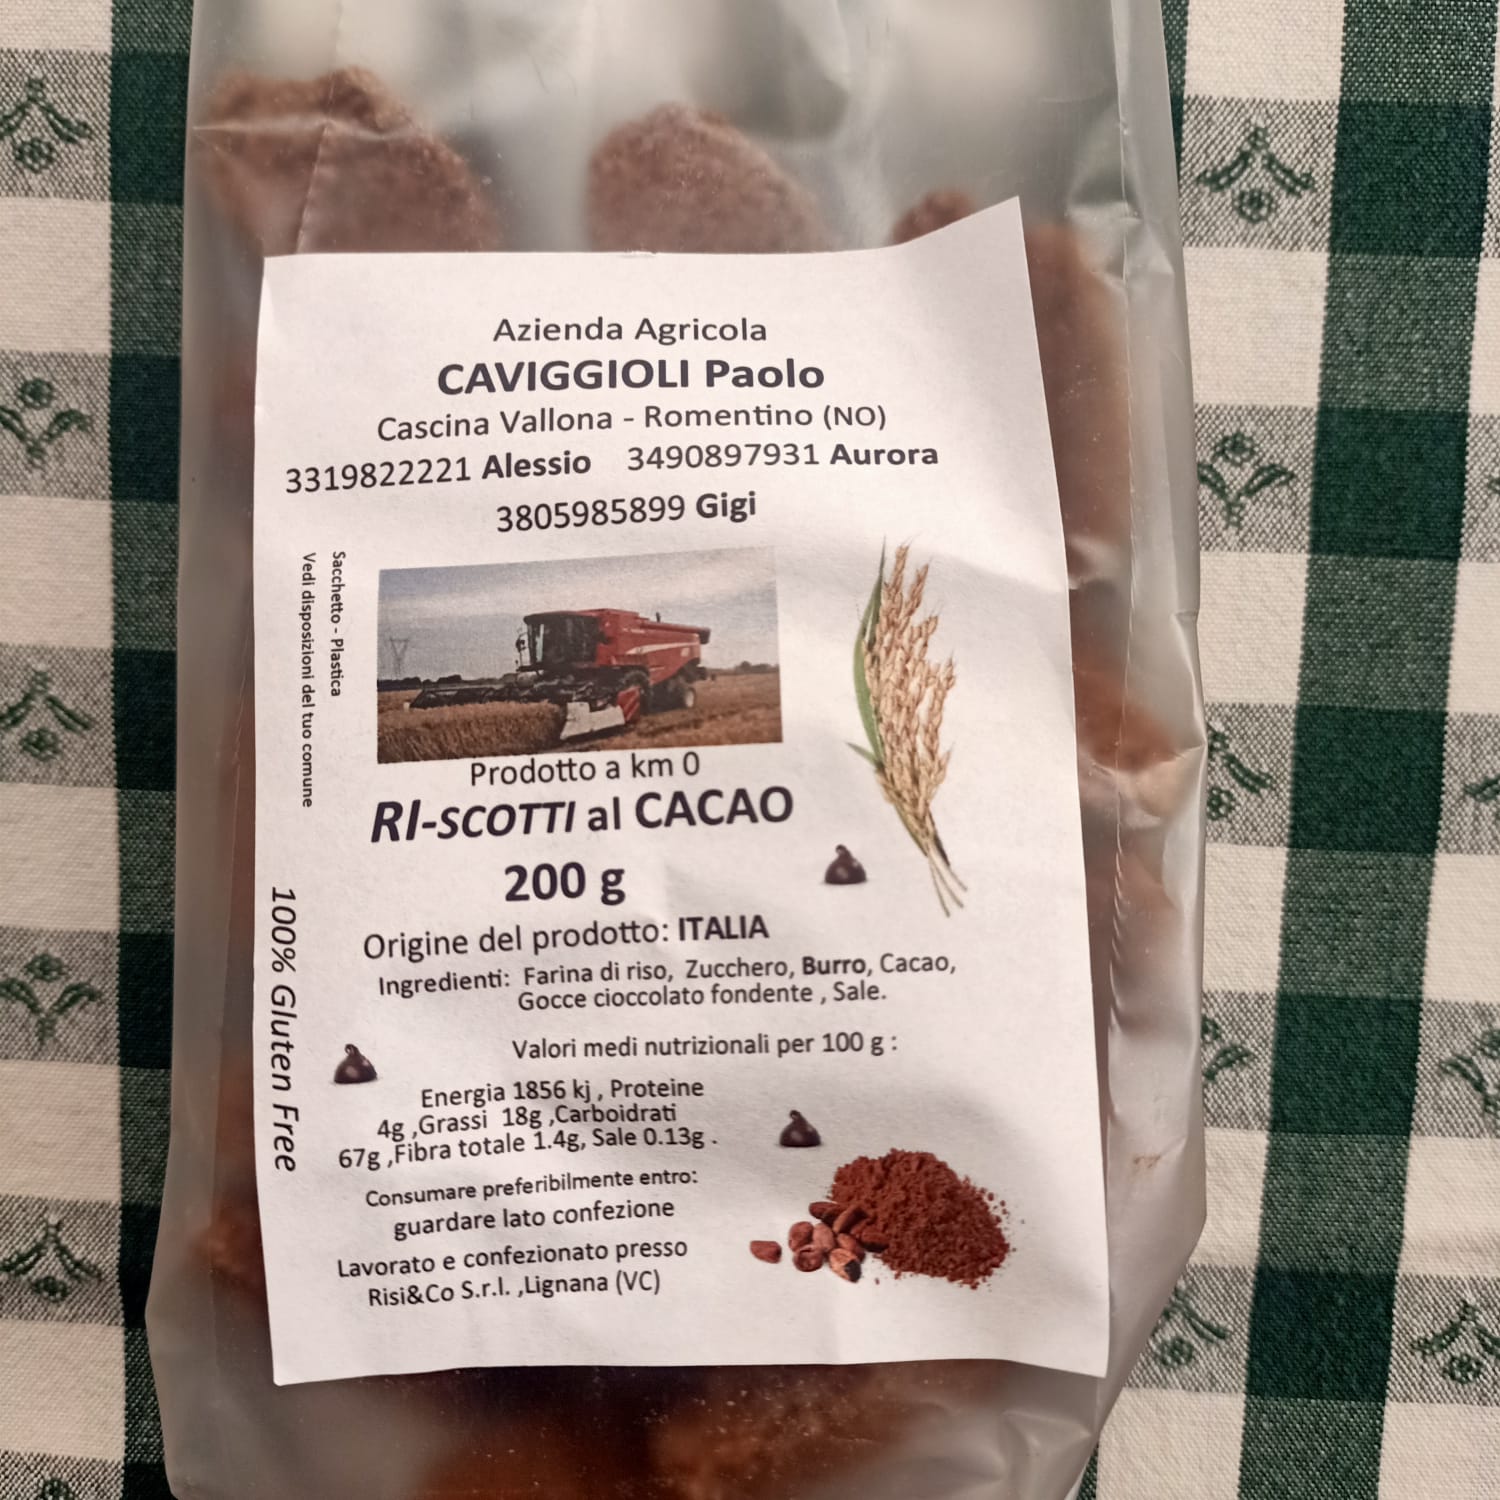 Azienda Agricola
CAVIGGIOLI Paolo
Cascina Vallona - Romentino (NO)
3319822221 Alessio 3490897931 Aurora
3805985899 Gigi
Sacchetto - Plastica
Vedi disposizioni del tuo comune
Prodotto a km 0
RI-SCOTTI al CACAO
200 g
100% Gluten Free
Origine del prodotto: ITALIA
Ingredienti: Farina di riso, Zucchero, Burro, Cacao,
Gocce cioccolato fondente , Sale.
Valori medi nutrizionali per 100 g :
Energia 1856 kj , Proteine
4g ,Grassi 18g ,Carboidrati
67g ,Fibra totale 1.4g, Sale 0.13g .
Consumare preferibilmente entro:
guardare lato confezione
Lavorato e confezionato presso
Risi&Co S.r.l. ,Lignana (VC)